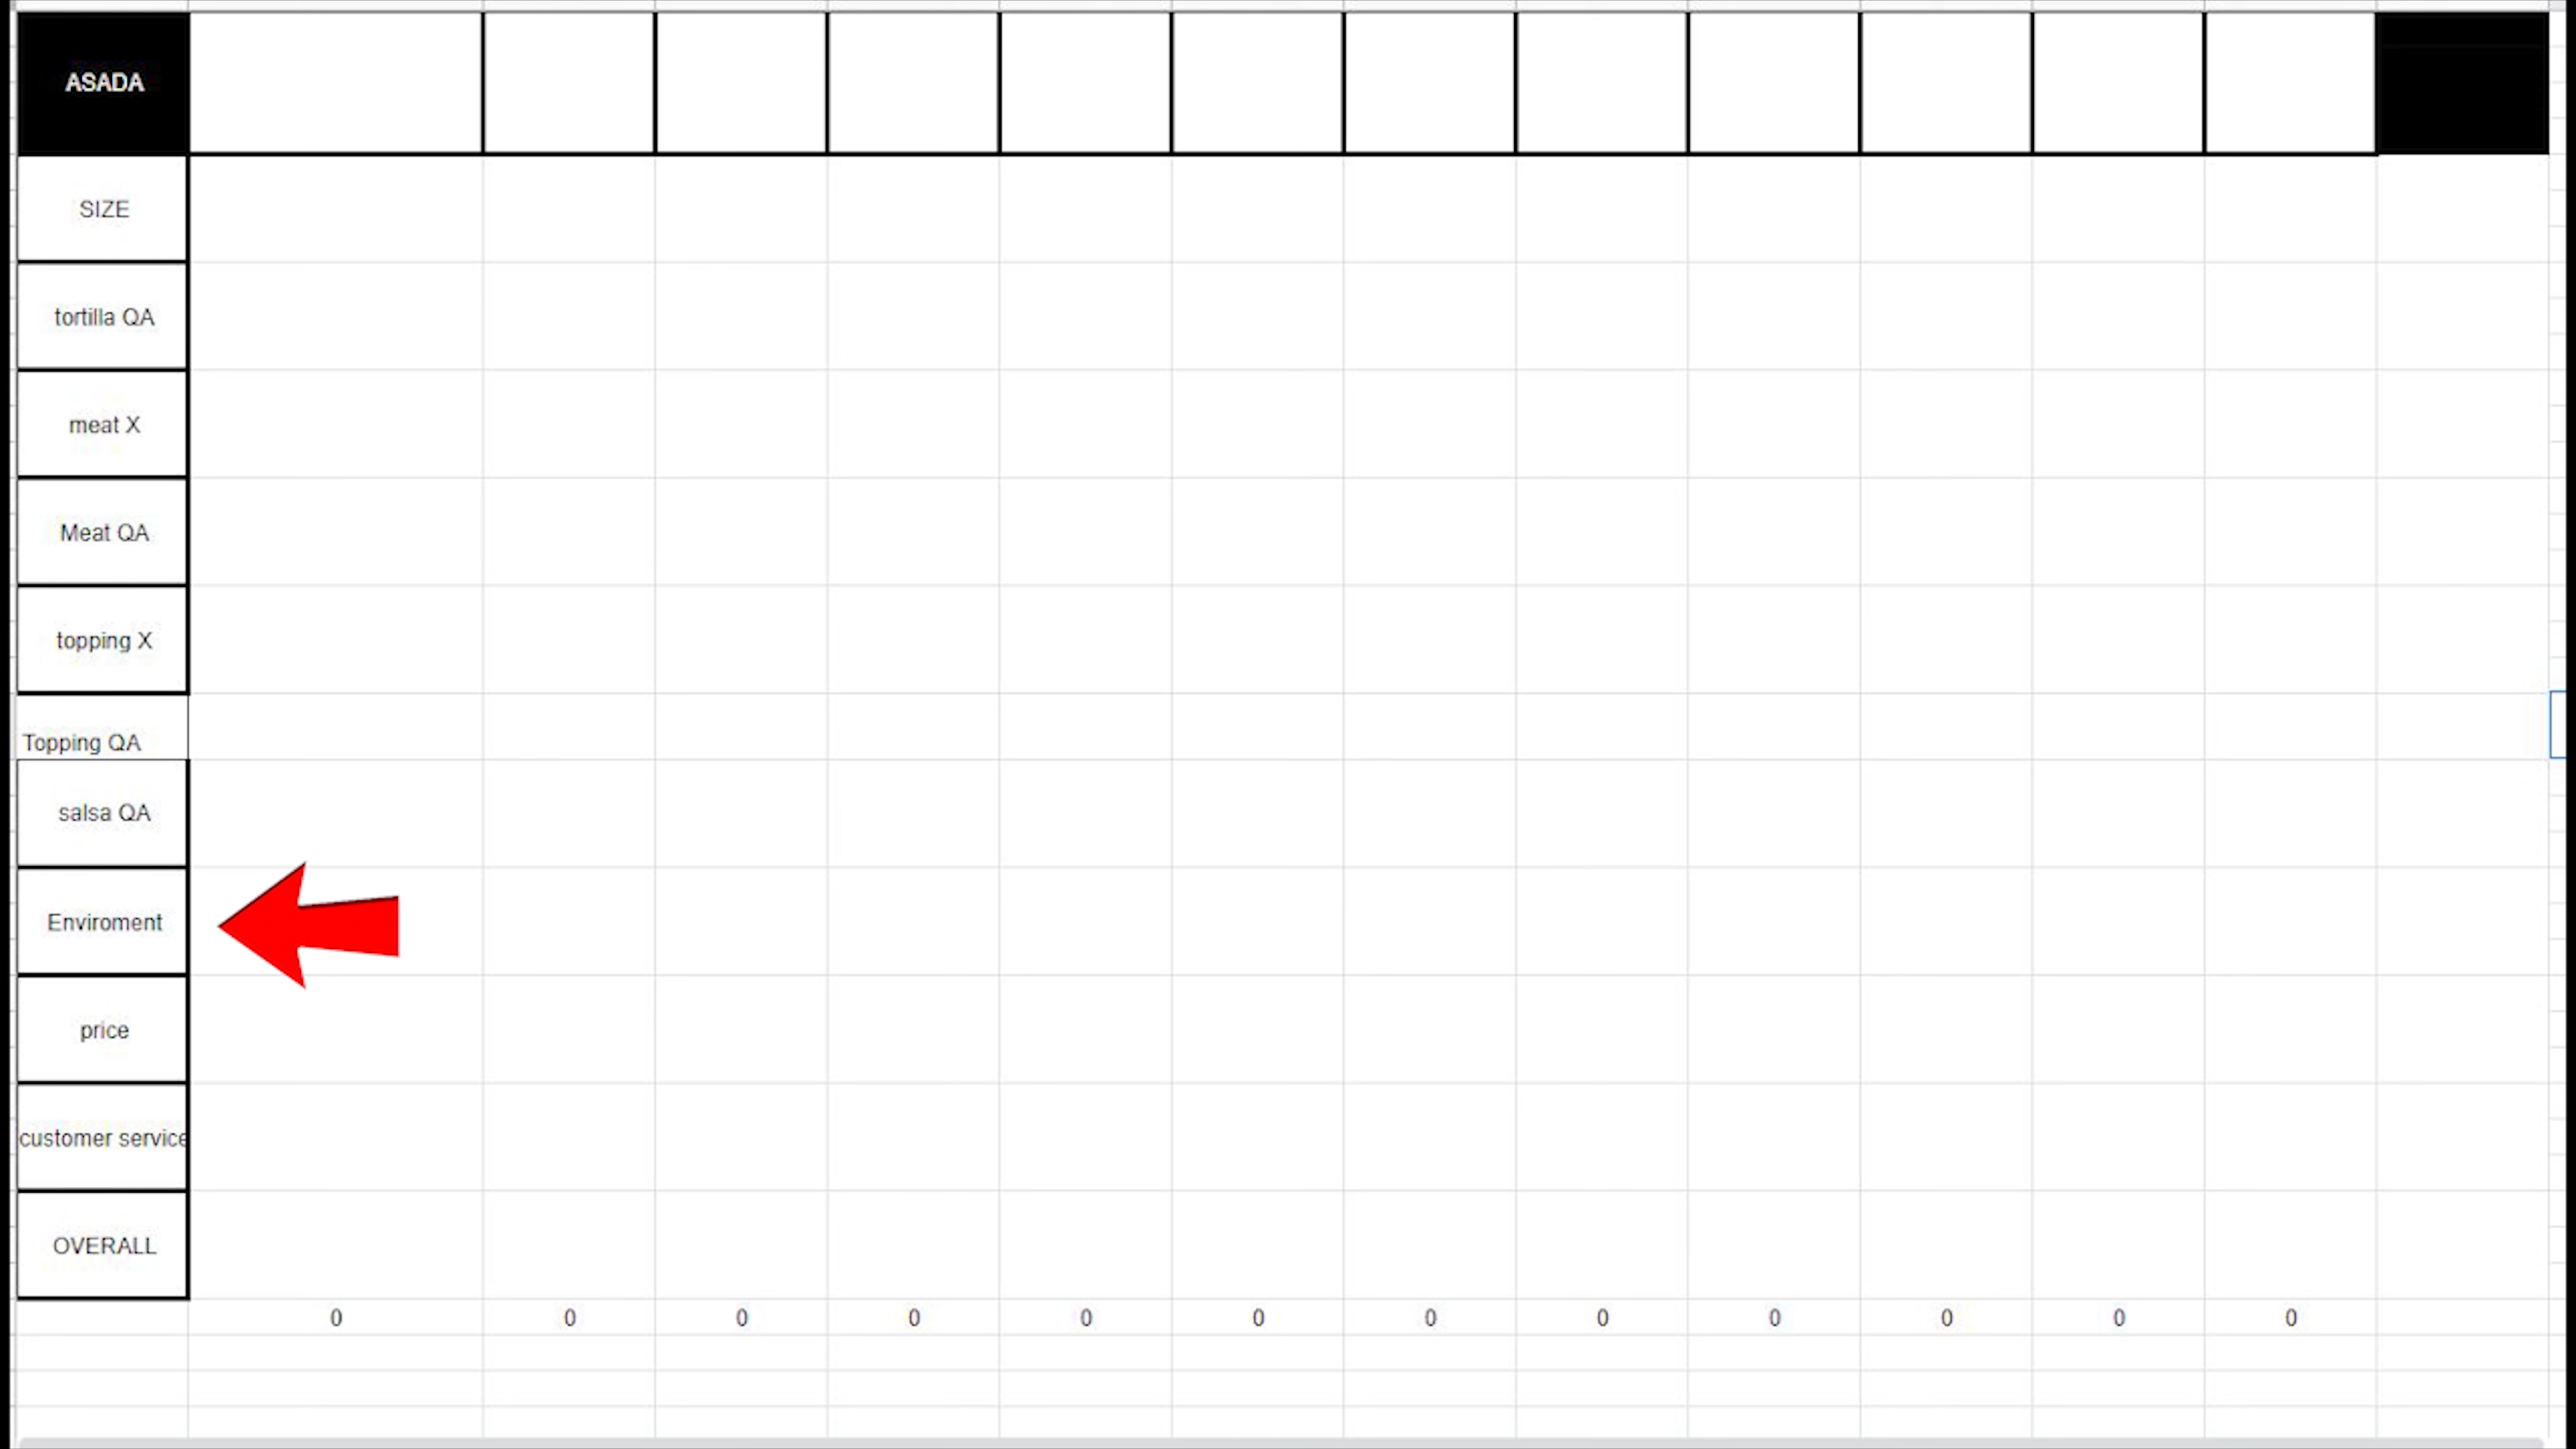 ASADA
SIZE
tortilla QA
meat X
Meat QA
topping X
Topping QA
salsa QA
Enviroment
price
customer service
OVERALL
0 0 0 0 0 0 0 0 0 0 0 0